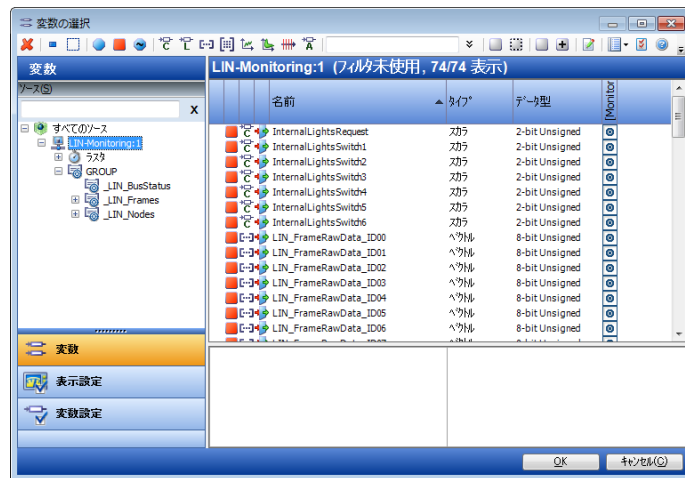 変数の選択
変数
LIN-Monitoring:1 (フィルタ未使用, 74/74 表示)
ソース(S)
X
すべてのソース
LIN-Monitoring:1
ラスタ
GROUP
_LIN_BusStatus
_LIN_Frames
_LIN_Nodes
名前 タイプ データ型 [Monitor
InternalLightsRequest スカラ 2-bit Unsigned
InternalLightsSwitch1 スカラ 2-bit Unsigned
InternalLightsSwitch2 スカラ 2-bit Unsigned
InternalLightsSwitch3 スカラ 2-bit Unsigned
InternalLightsSwitch4 スカラ 2-bit Unsigned
InternalLightsSwitch5 スカラ 2-bit Unsigned
InternalLightsSwitch6 スカラ 2-bit Unsigned
LIN_FrameRawData_ID00 ベクトル 8-bit Unsigned
LIN_FrameRawData_ID01 ベクトル 8-bit Unsigned
LIN_FrameRawData_ID02 ベクトル 8-bit Unsigned
LIN_FrameRawData_ID03 ベクトル 8-bit Unsigned
LIN_FrameRawData_ID04 ベクトル 8-bit Unsigned
LIN_FrameRawData_ID05 ベクトル 8-bit Unsigned
LIN_FrameRawData_ID06 ベクトル 8-bit Unsigned
変数
表示設定
変数設定
OK
キャンセル(C)